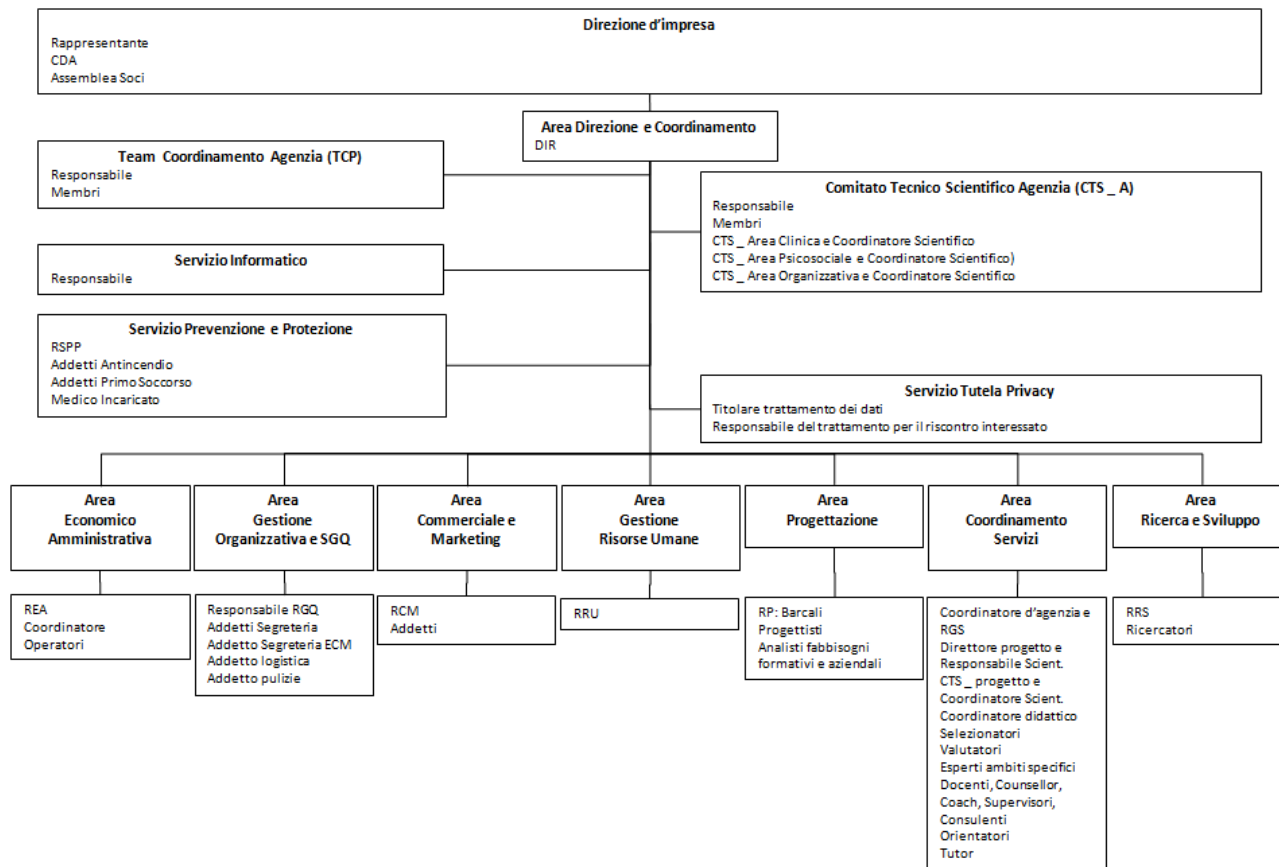 Direzione d'impresa
Rappresentante
CDA
Assemblea Soci
Area Direzione e Coordinamento
DIR
Team Coordinamento Agenzia (TCP)
Responsabile
Membri
Comitato Tecnico Scientifico Agenzia (CTS _ A)
Responsabile
Membri
CTS _ Area Clinica e Coordinatore Scientifico
CTS _ Area Psicosociale e Coordinatore Scientifico)
CTS _ Area Organizzativa e Coordinatore Scientifico
Servizio Informatico
Responsabile
Servizio Prevenzione e Protezione
RSPP
Addetti Antincendio
Addetti Primo Soccorso
Medico Incaricato
Servizio Tutela Privacy
Titolare trattamento dei dati
Responsabile del trattamento per il riscontro interessato
Area
Economico
Amministrativa
Area
Gestione
Organizzativa e SGQ
Area
Commerciale e
Marketing
Area
Gestione
Risorse Umane
Area
Progettazione
Area
Coordinamento
Servizi
Area
Ricerca e Sviluppo
REA
Coordinatore
Operatori
Responsabile RGQ
Addetti Segreteria
Addetto Segreteria ECM
Addetto logistica
Addetto pulizie
RCM
Addetti
RRU
RP: Barcali
Progettisti
Analisti fabbisogni
formativi e aziendali
Coordinatore d'agenzia e
RGS
Direttore progetto e
Responsabile Scient.
CTS _ progetto e
Coordinatore Scient.
Coordinatore didattico
Selezionatori
Valutatori
Esperti ambiti specifici
Docenti, Counsellor,
Coach, Supervisori,
Consulenti
Orientatori
Tutor
RRS
Ricercatori